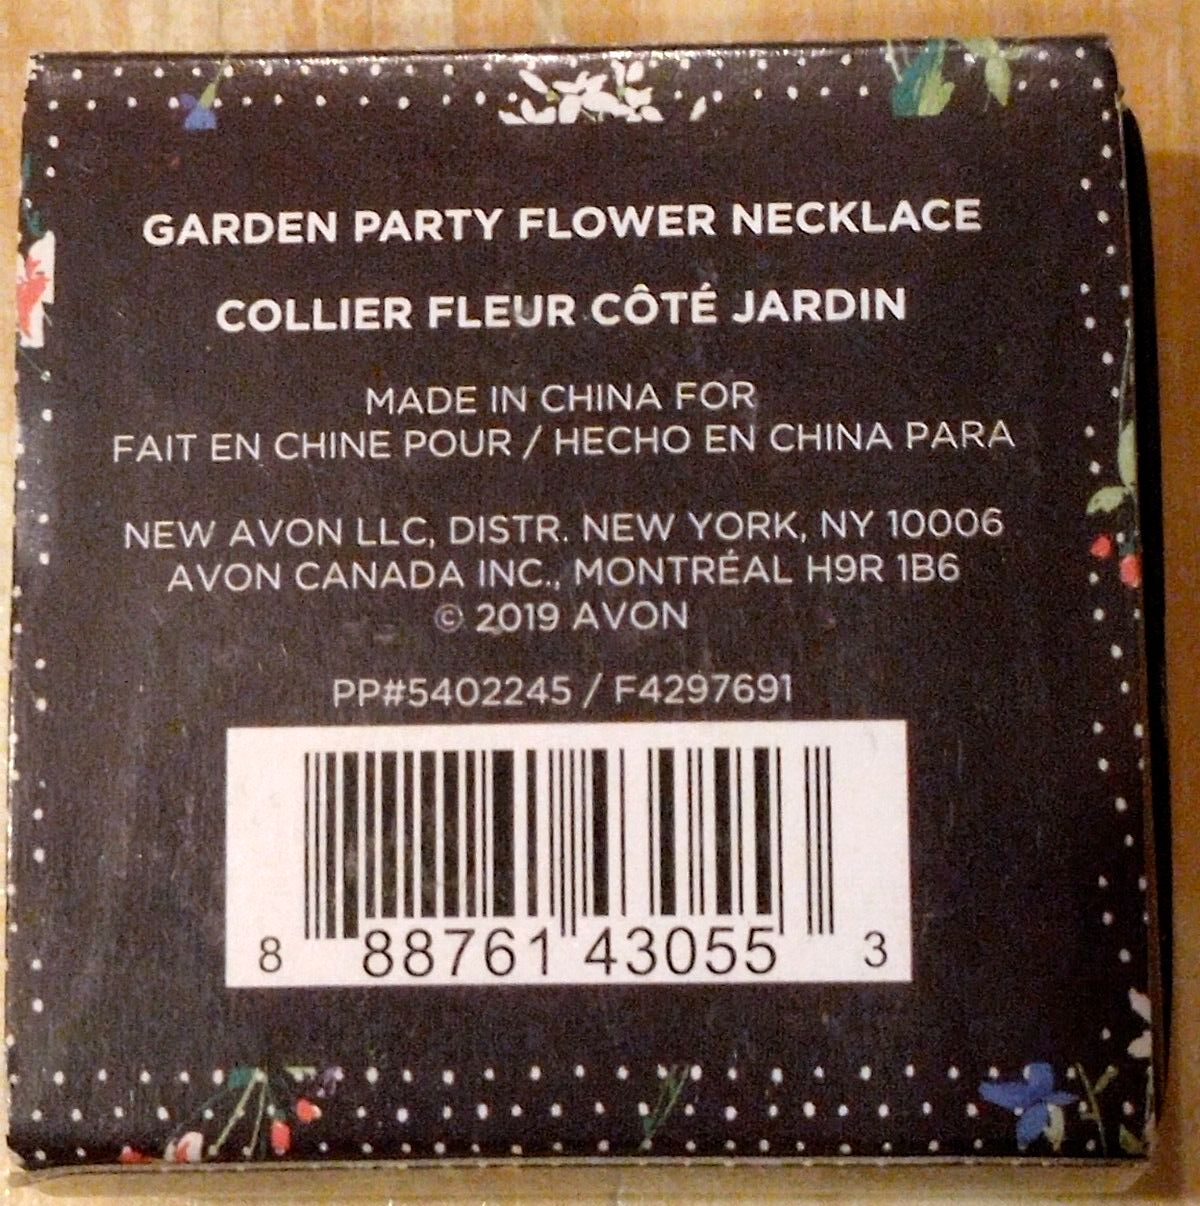 GARDEN PARTY FLOWER NECKLACE
COLLIER FLEUR CÔTÉ JARDIN
MADE IN CHINA FOR
FAIT EN CHINE POUR / HECHO EN CHINA PARA
NEW AVON LLC, DISTR. NEW YORK, NY 10006
AVON CANADA INC., MONTRÉAL H9R 1B6
© 2019 AVON
PP#5402245 / F4297691
8 88761 43055 3